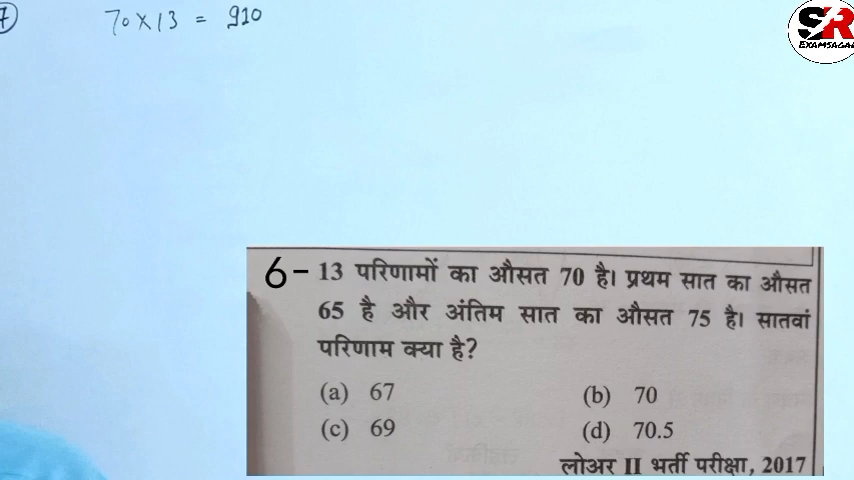 7
70 × 13 = 910
SR
EXAMSAGAR
6- 13 परिणामों का औसत 70 है। प्रथम सात का औसत
65 है और अंतिम सात का औसत 75 है। सातवां
परिणाम क्या है?
(a) 67 (b) 70
(c) 69 (d) 70.5
लोअर II भर्ती परीक्षा, 2017